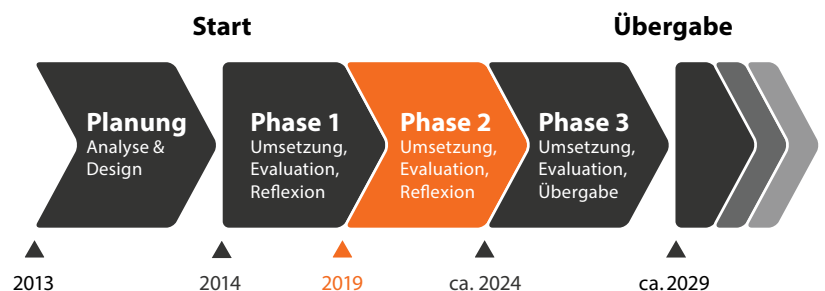 Start
Übergabe
Planung
Analyse &
Design
Phase 1
Umsetzung,
Evaluation,
Reflexion
Phase 2
Umsetzung,
Evaluation,
Reflexion
Phase 3
Umsetzung,
Evaluation,
Übergabe
2013
2014
2019
ca. 2024
ca. 2029